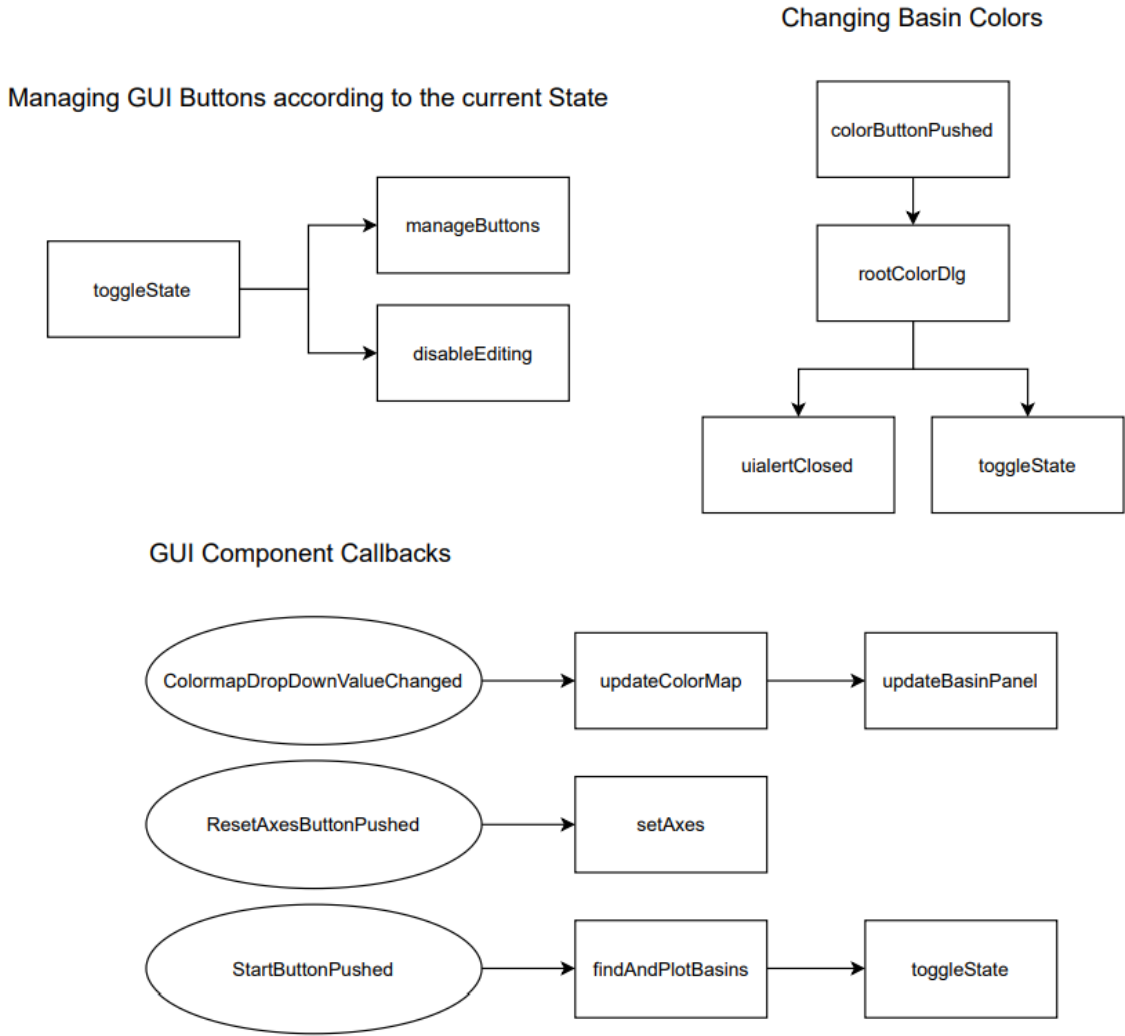 Changing Basin Colors
Managing GUI Buttons according to the current State
colorButtonPushed
manageButtons
rootColorDlg
toggleState
disableEditing
uialertClosed
toggleState
GUI Component Callbacks
ColormapDropDownValueChanged
updateColorMap
updateBasinPanel
ResetAxesButtonPushed
setAxes
StartButtonPushed
findAndPlotBasins
toggleState